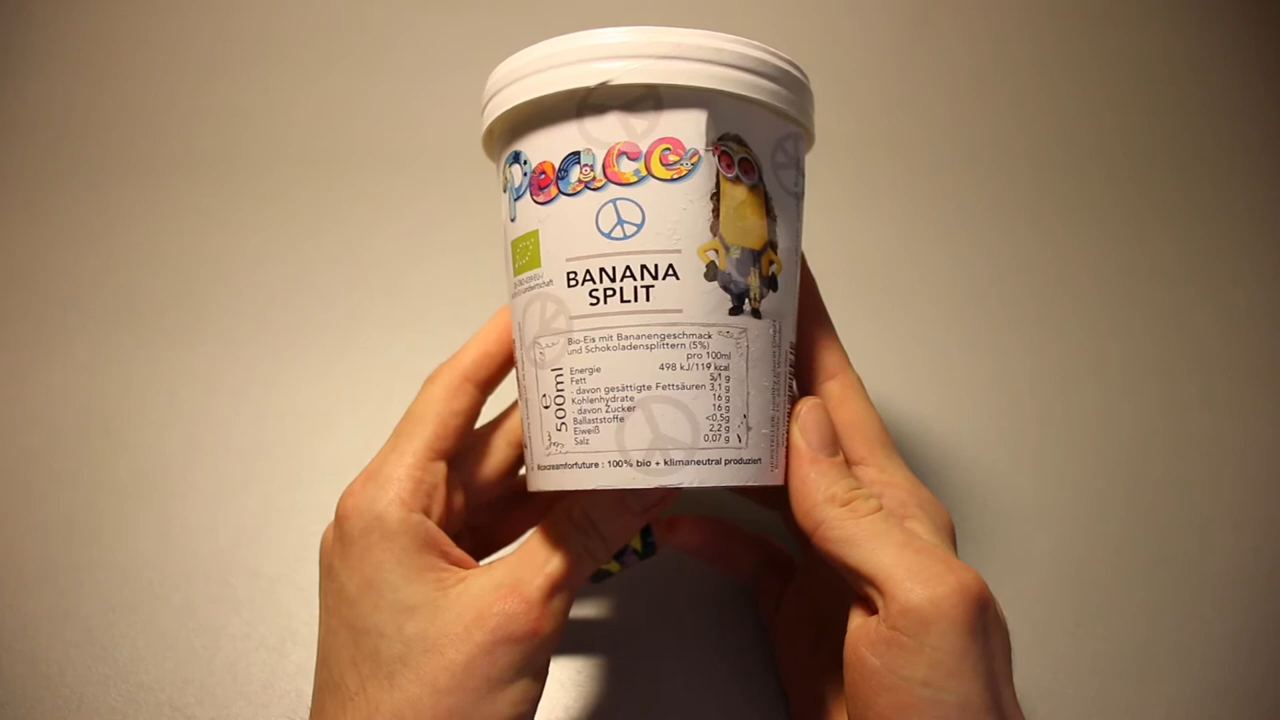 Peace
BANANA
SPLIT
Bio-Eis mit Bananengeschmack
und Schokoladensplittern (5%)
pro 100ml
Energie 498 kJ/119 kcal
Fett 5,1 g
- davon gesättigte Fettsäuren 3,1 g
Kohlenhydrate 16 g
- davon Zucker 16 g
Ballaststoffe <0,5g
Eiweiß 2,2 g
Salz 0,07 g
e 500ml
#icecreamforfuture : 100% bio + klimaneutral produziert